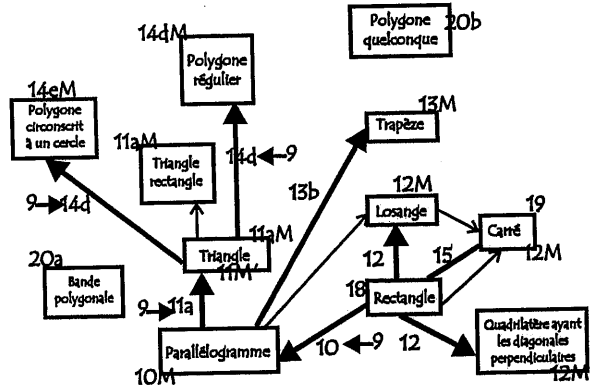 14dM
Polygone
régulier
Polygone
quelconque
20b
14eM
Polygone
circonscrit
à un cercle
11aM
Triangle
rectangle
14d 9
13M
Trapèze
13b
9 14d
12M
Losange
19
Carré
12M
11aM
Triangle
11M'
12
15
20a
Bande
polygonale
9 11a
18
Rectangle
Parallélogramme
10M
10 9
12
Quadrilatère ayant
les diagonales
perpendiculaires
12M